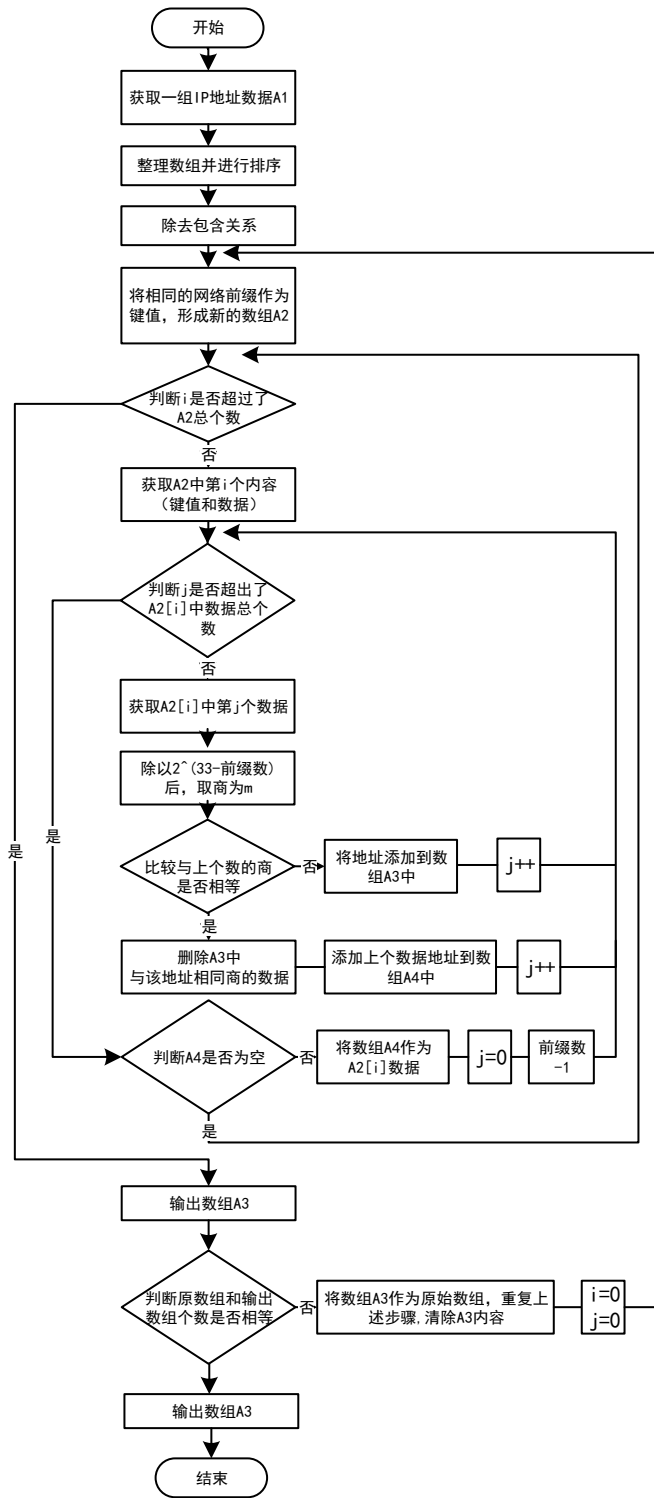 开始
获取一组IP地址数据A1
整理数组并进行排序
除去包含关系
将相同的网络前缀作为
键值，形成新的数组A2
判断i是否超过了
A2总个数
否
获取A2中第i个内容
（键值和数据）
判断j是否超出了
A2[i]中数据总个
数
否
获取A2[i]中第j个数据
除以2^(33-前缀数)
后，取商为m
是
是
比较与上个数的商
是否相等
否
将地址添加到数
组A3中
j++
是
删除A3中
与该地址相同商的数据
添加上个数据地址到数
组A4中
j++
判断A4是否为空
否
将数组A4作为
A2[i]数据
j=0
前缀数
-1
是
输出数组A3
判断原数组和输出
数组个数是否相等
否
将数组A3作为原始数组，重复上
述步骤.清除A3内容
i=0
j=0
输出数组A3
结束